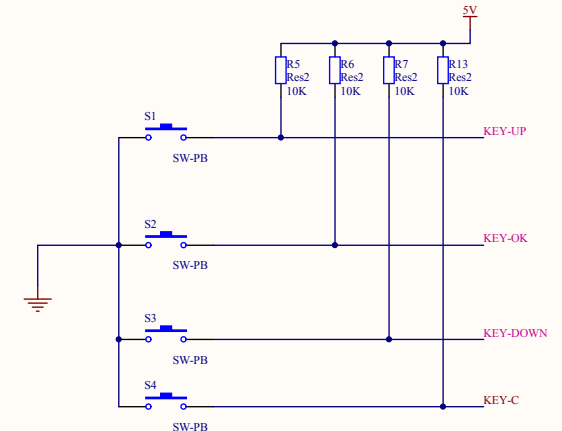 5V
R5
Res2
10K
R6
Res2
10K
R7
Res2
10K
R13
Res2
10K
S1
SW-PB
KEY-UP
S2
SW-PB
KEY-OK
S3
SW-PB
KEY-DOWN
S4
SW-PB
KEY-C